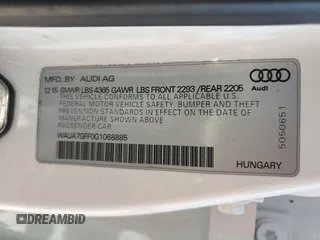 MFD. BY AUDI AG
12 15 GVWR LBS 4365 GAWR LBS FRONT 2293 /REAR 2205
Audi
THIS VEHICLE CONFORMS TO ALL APPLICABLE
FEDERAL MOTOR VEHICLE SAFETY, BUMPER AND THEFT
PREVENTION STANDARDS IN EFFECT ON THE DATE OF
MANUFACTURE SHOWN ABOVE.
PASSENGER CAR
WAUA7GFF0G1068885
5050651
HUNGARY
DREAMBID